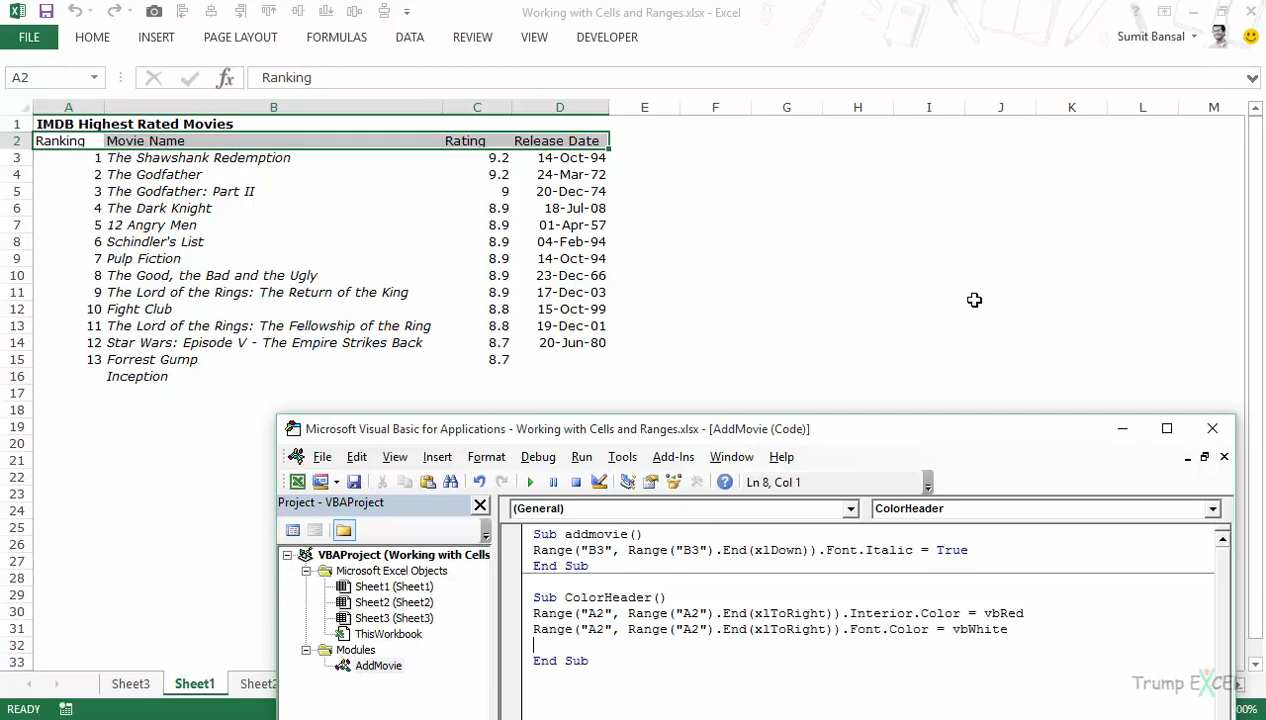 Working with Cells and Ranges.xlsx - Excel
FILE HOME INSERT PAGE LAYOUT FORMULAS DATA REVIEW VIEW DEVELOPER Sumit Bansal
A2 fx Ranking
A B C D E F G H I J K L M
1 IMDB Highest Rated Movies
2 Ranking Movie Name Rating Release Date
3 1 The Shawshank Redemption 9.2 14-Oct-94
4 2 The Godfather 9.2 24-Mar-72
5 3 The Godfather: Part II 9 20-Dec-74
6 4 The Dark Knight 8.9 18-Jul-08
7 5 12 Angry Men 8.9 01-Apr-57
8 6 Schindler's List 8.9 04-Feb-94
9 7 Pulp Fiction 8.9 14-Oct-94
10 8 The Good, the Bad and the Ugly 8.9 23-Dec-66
11 9 The Lord of the Rings: The Return of the King 8.9 17-Dec-03
12 10 Fight Club 8.8 15-Oct-99
13 11 The Lord of the Rings: The Fellowship of the Ring 8.8 19-Dec-01
14 12 Star Wars: Episode V - The Empire Strikes Back 8.7 20-Jun-80
15 13 Forrest Gump 8.7
16 Inception
17
18
19
20
21
22
23
24
25
26
27
28
29
30
31
32
33
Microsoft Visual Basic for Applications - Working with Cells and Ranges.xlsx - [AddMovie (Code)]
File Edit View Insert Format Debug Run Tools Add-Ins Window Help
Ln 8, Col 1
Project - VBAProject
VBAProject (Working with Cells
Microsoft Excel Objects
Sheet1 (Sheet1)
Sheet2 (Sheet2)
Sheet3 (Sheet3)
ThisWorkbook
Modules
AddMovie
(General) ColorHeader
Sub addmovie()
Range("B3", Range("B3").End(xlDown)).Font.Italic = True
End Sub
Sub ColorHeader()
Range("A2", Range("A2").End(xlToRight)).Interior.Color = vbRed
Range("A2", Range("A2").End(xlToRight)).Font.Color = vbWhite
End Sub
Sheet3 Sheet1 Sheet2
Trump EXCEL
READY
00%